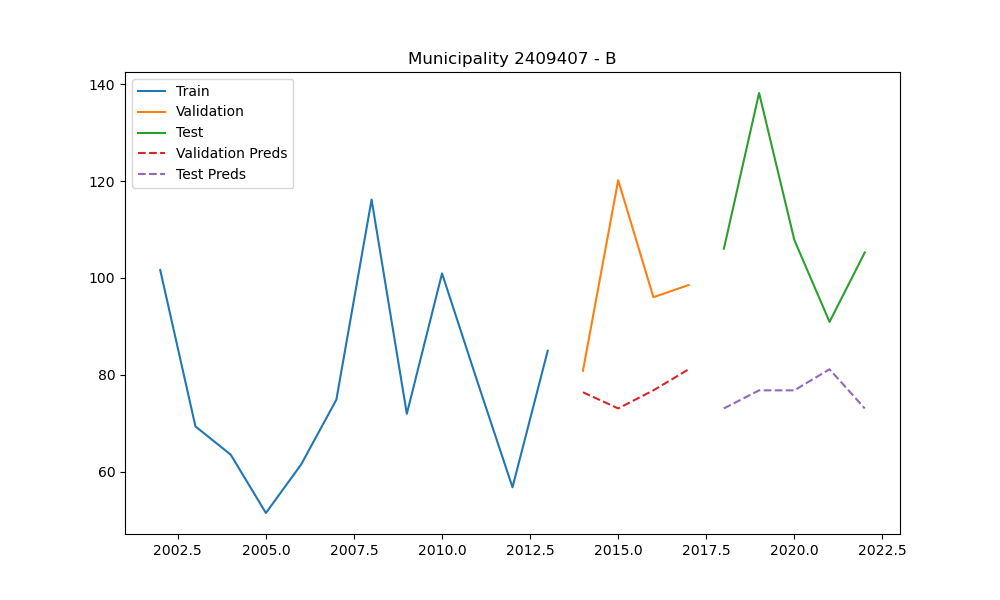 Municipality 2409407 - B
140
120
100
80
60
Train
Validation
Test
Validation Preds
Test Preds
2002.5 2005.0 2007.5 2010.0 2012.5 2015.0 2017.5 2020.0 2022.5